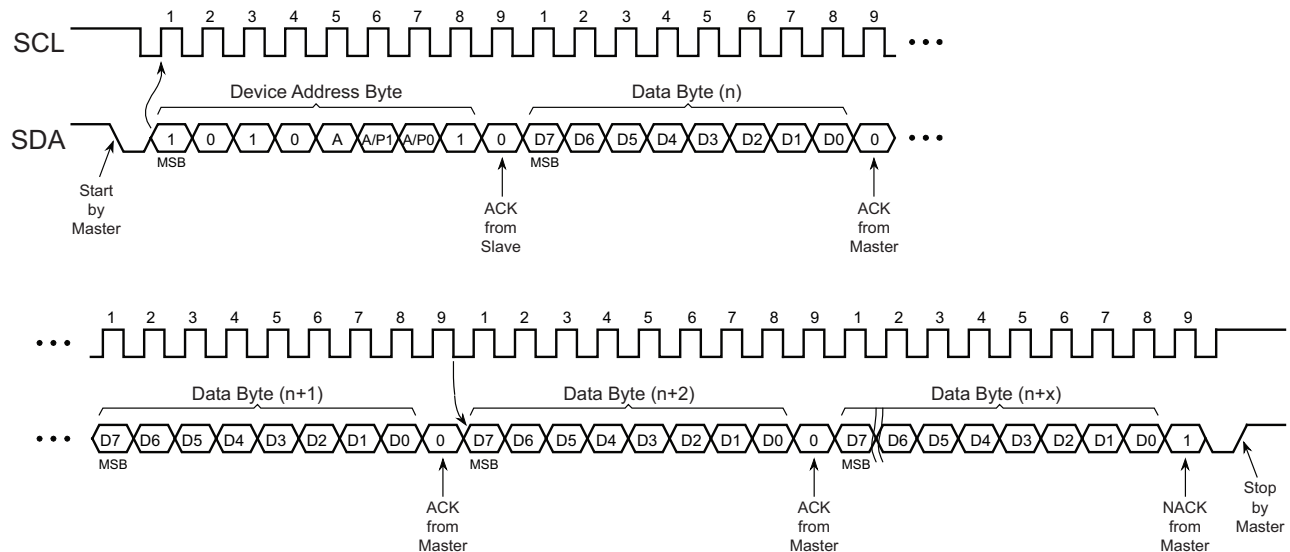 1 2 3 4 5 6 7 8 9 1 2 3 4 5 6 7 8 9
SCL
Device Address Byte Data Byte (n)
SDA 1 0 1 0 A A/P1 A/P0 1 0 D7 D6 D5 D4 D3 D2 D1 D0 0
MSB MSB
Start
by
Master
ACK
from
Slave
ACK
from
Master
1 2 3 4 5 6 7 8 9 1 2 3 4 5 6 7 8 9 1 2 3 4 5 6 7 8 9
Data Byte (n+1) Data Byte (n+2) Data Byte (n+x)
D7 D6 D5 D4 D3 D2 D1 D0 0 D7 D6 D5 D4 D3 D2 D1 D0 0 D7 D6 D5 D4 D3 D2 D1 D0 1
MSB MSB MSB
ACK
from
Master
ACK
from
Master
NACK
from
Master
Stop
by
Master